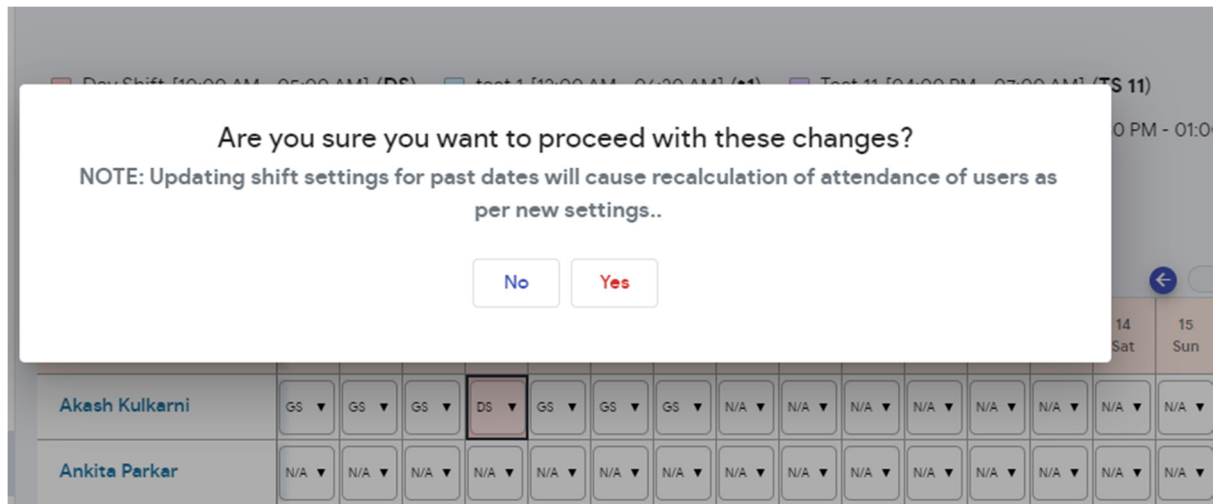 Day Shift [10:00 AM - 05:00 AM] (DS) test 1 [12:00 AM - 04:30 AM] (t1) Test 11 [04:00 PM - 07:00 AM] (TS 11)
Are you sure you want to proceed with these changes?
0 PM - 01:0
NOTE: Updating shift settings for past dates will cause recalculation of attendance of users as
per new settings..
No Yes
14 15
Sat Sun
Akash Kulkarni GS ▼ GS ▼ GS ▼ DS ▼ GS ▼ GS ▼ GS ▼ N/A ▼ N/A ▼ N/A ▼ N/A ▼ N/A ▼ N/A ▼ N/A ▼ N/A ▼
Ankita Parkar N/A ▼ N/A ▼ N/A ▼ N/A ▼ N/A ▼ N/A ▼ N/A ▼ N/A ▼ N/A ▼ N/A ▼ N/A ▼ N/A ▼ N/A ▼ N/A ▼ N/A ▼